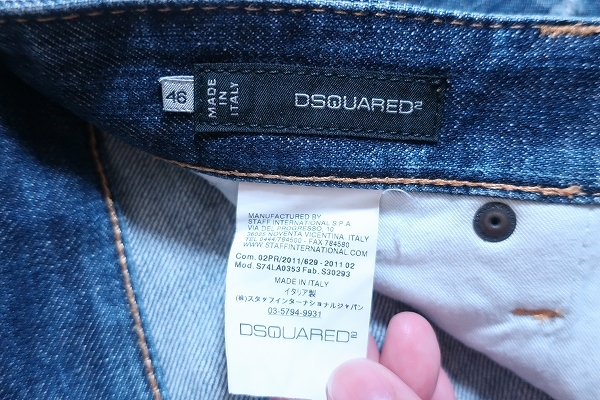 46
MADE
IN
ITALY
DSQUARED2
MANUFACTURED BY
STAFF INTERNATIONAL S.P.A
VIA DEL PROGRESSO, 10
36025 NOVENTA VICENTINA ITALY
TEL 0444/784500 - FAX 784580
WWW.STAFFINTERNATIONAL.COM
Com. 02PR/2011/629 - 2011 02
Mod. S74LA0353 Fab. S30293
MADE IN ITALY
イタリア製
(株)スタッフインターナショナルジャパン
03-5794-9931
DSQUARED2